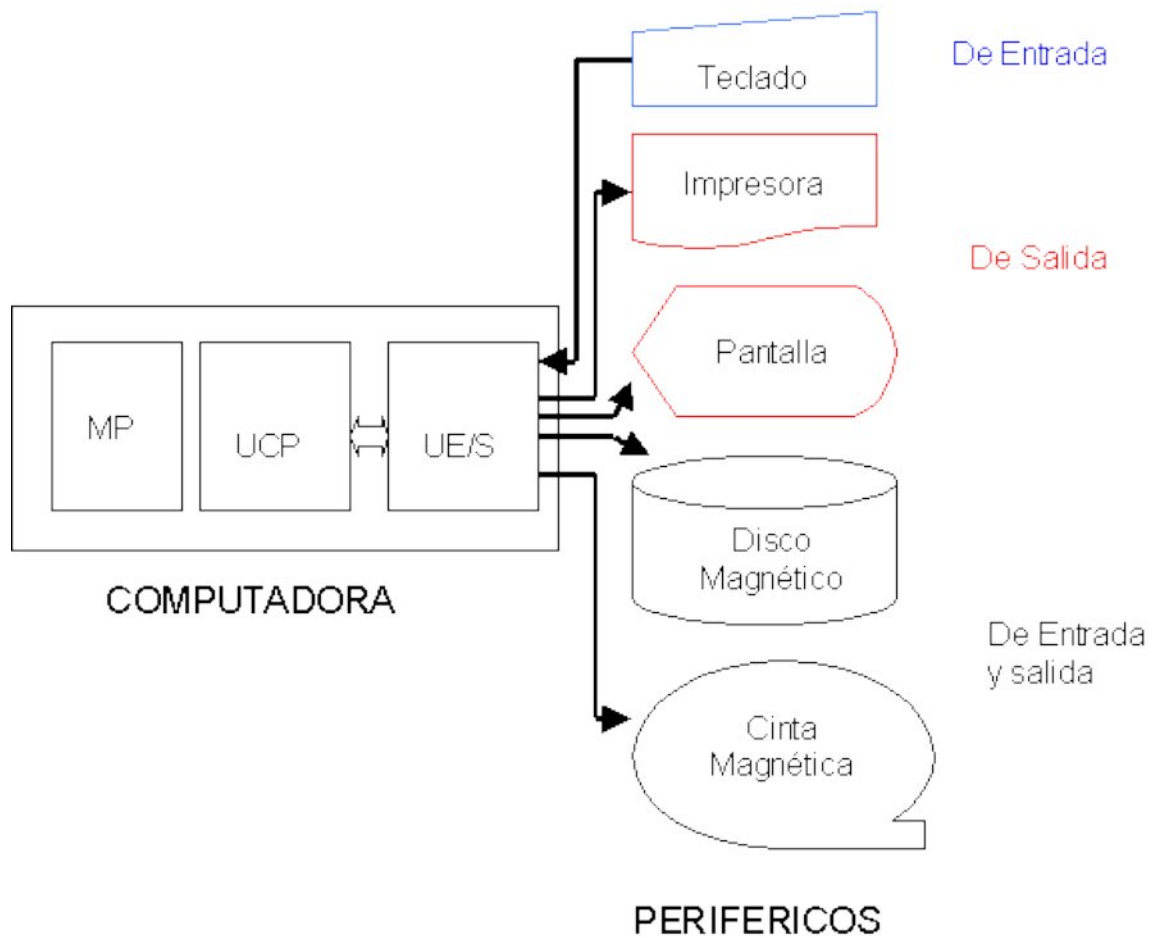 Teclado
De Entrada
Impresora
De Salida
Pantalla
MP
UCP
UE/S
Disco
Magnético
COMPUTADORA
De Entrada
y salida
Cinta
Magnética
PERIFERICOS